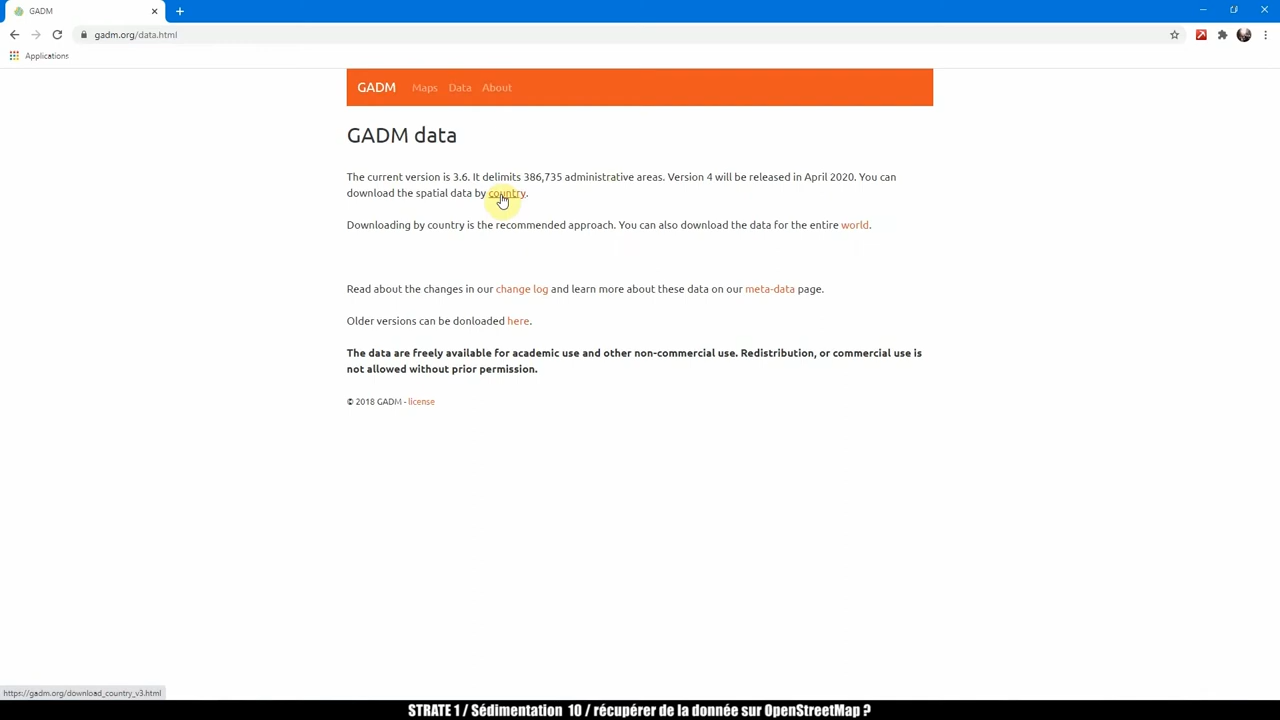 GADM
gadm.org/data.html
Applications
GADM Maps Data About
GADM data
The current version is 3.6. It delimits 386,735 administrative areas. Version 4 will be released in April 2020. You can
download the spatial data by country.
Downloading by country is the recommended approach. You can also download the data for the entire world.
Read about the changes in our change log and learn more about these data on our meta-data page.
Older versions can be donloaded here.
The data are freely available for academic use and other non-commercial use. Redistribution, or commercial use is
not allowed without prior permission.
© 2018 GADM - license
https://gadm.org/download_country_v3.html
STRATE 1 / Sédimentation 10 / récupérer de la donnée sur OpenStreetMap ?